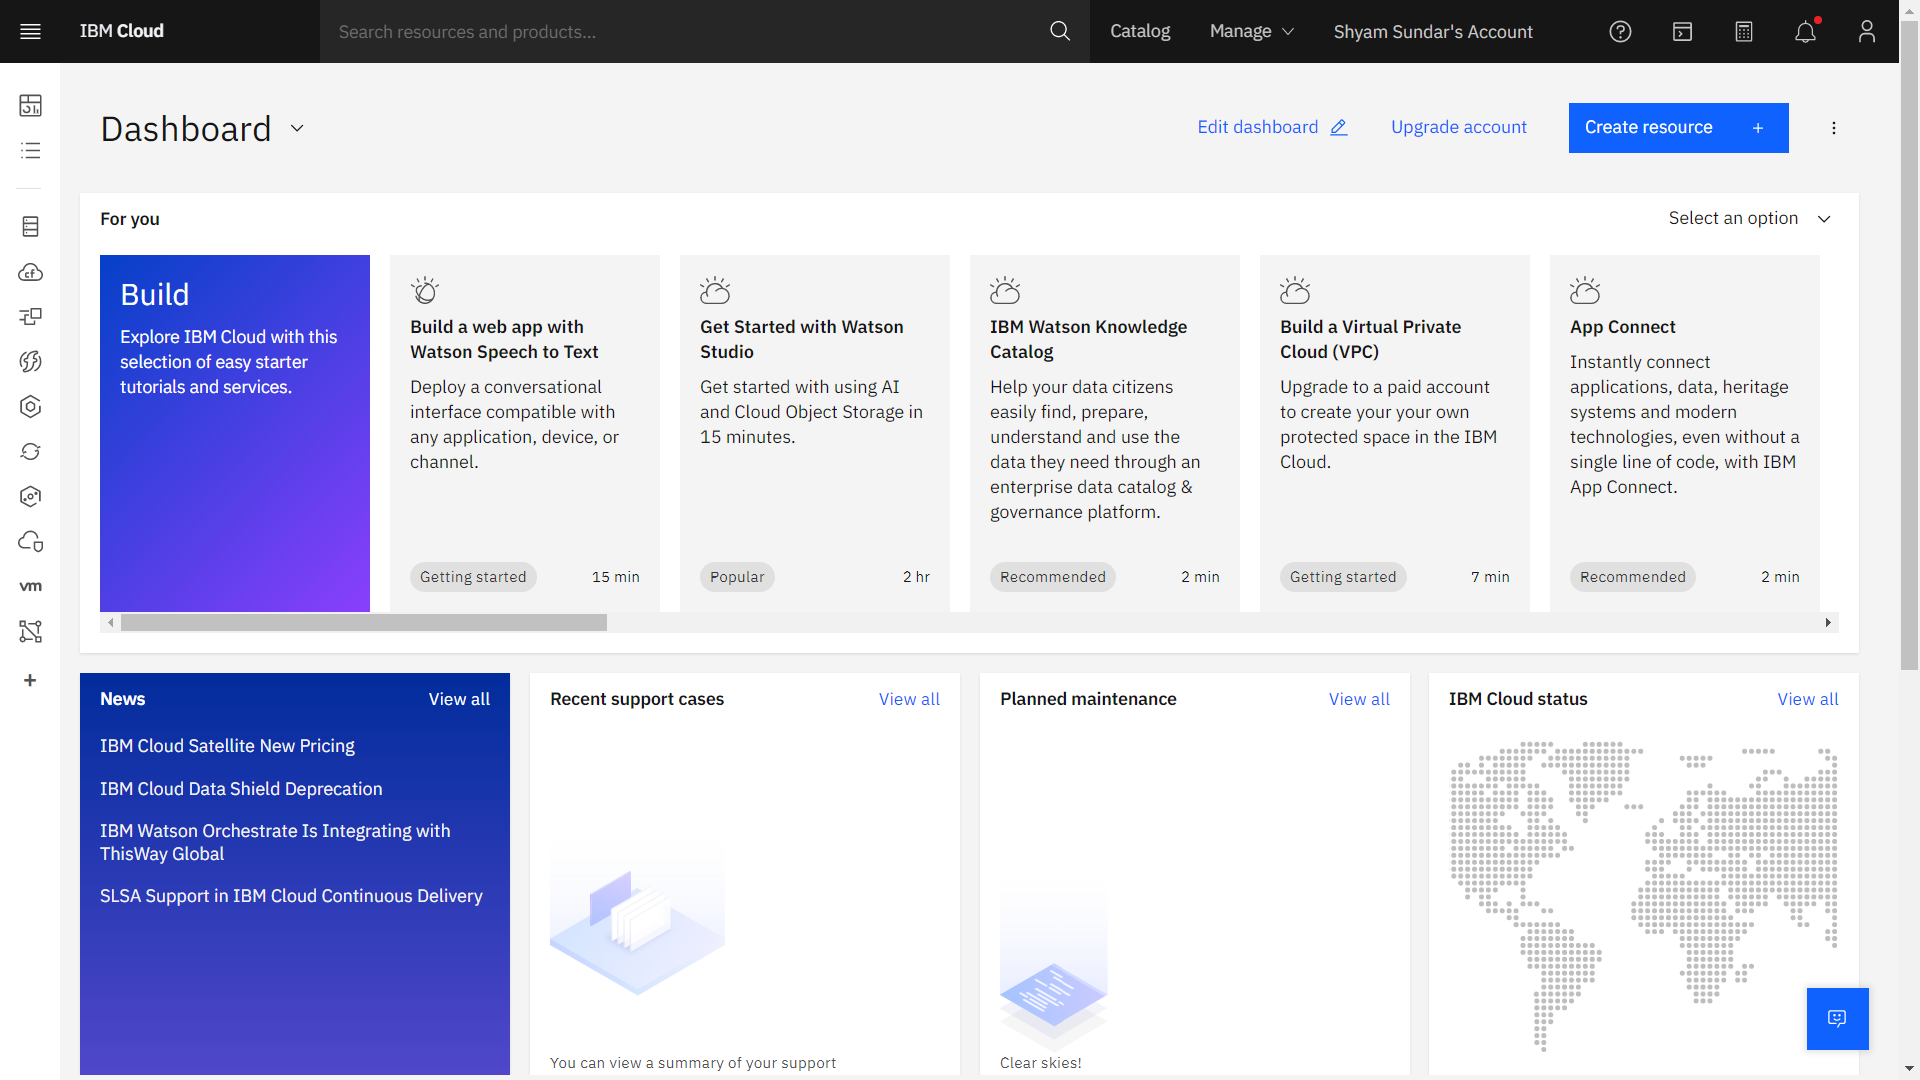 IBM Cloud
Search resources and products...
Catalog
Manage
Shyam Sundar's Account
Dashboard
Edit dashboard
Upgrade account
Create resource +
For you
Select an option
Build
Explore IBM Cloud with this
selection of easy starter
tutorials and services.
Build a web app with
Watson Speech to Text
Deploy a conversational
interface compatible with
any application, device, or
channel.
Getting started
15 min
Get Started with Watson
Studio
Get started with using AI
and Cloud Object Storage in
15 minutes.
Popular
2 hr
IBM Watson Knowledge
Catalog
Help your data citizens
easily find, prepare,
understand and use the
data they need through an
enterprise data catalog &
governance platform.
Recommended
2 min
Build a Virtual Private
Cloud (VPC)
Upgrade to a paid account
to create your your own
protected space in the IBM
Cloud.
Getting started
7 min
App Connect
Instantly connect
applications, data, heritage
systems and modern
technologies, even without a
single line of code, with IBM
App Connect.
Recommended
2 min
cf
vm
+
News
View all
IBM Cloud Satellite New Pricing
IBM Cloud Data Shield Deprecation
IBM Watson Orchestrate Is Integrating with
ThisWay Global
SLSA Support in IBM Cloud Continuous Delivery
Recent support cases
View all
You can view a summary of your support
Planned maintenance
View all
Clear skies!
IBM Cloud status
View all